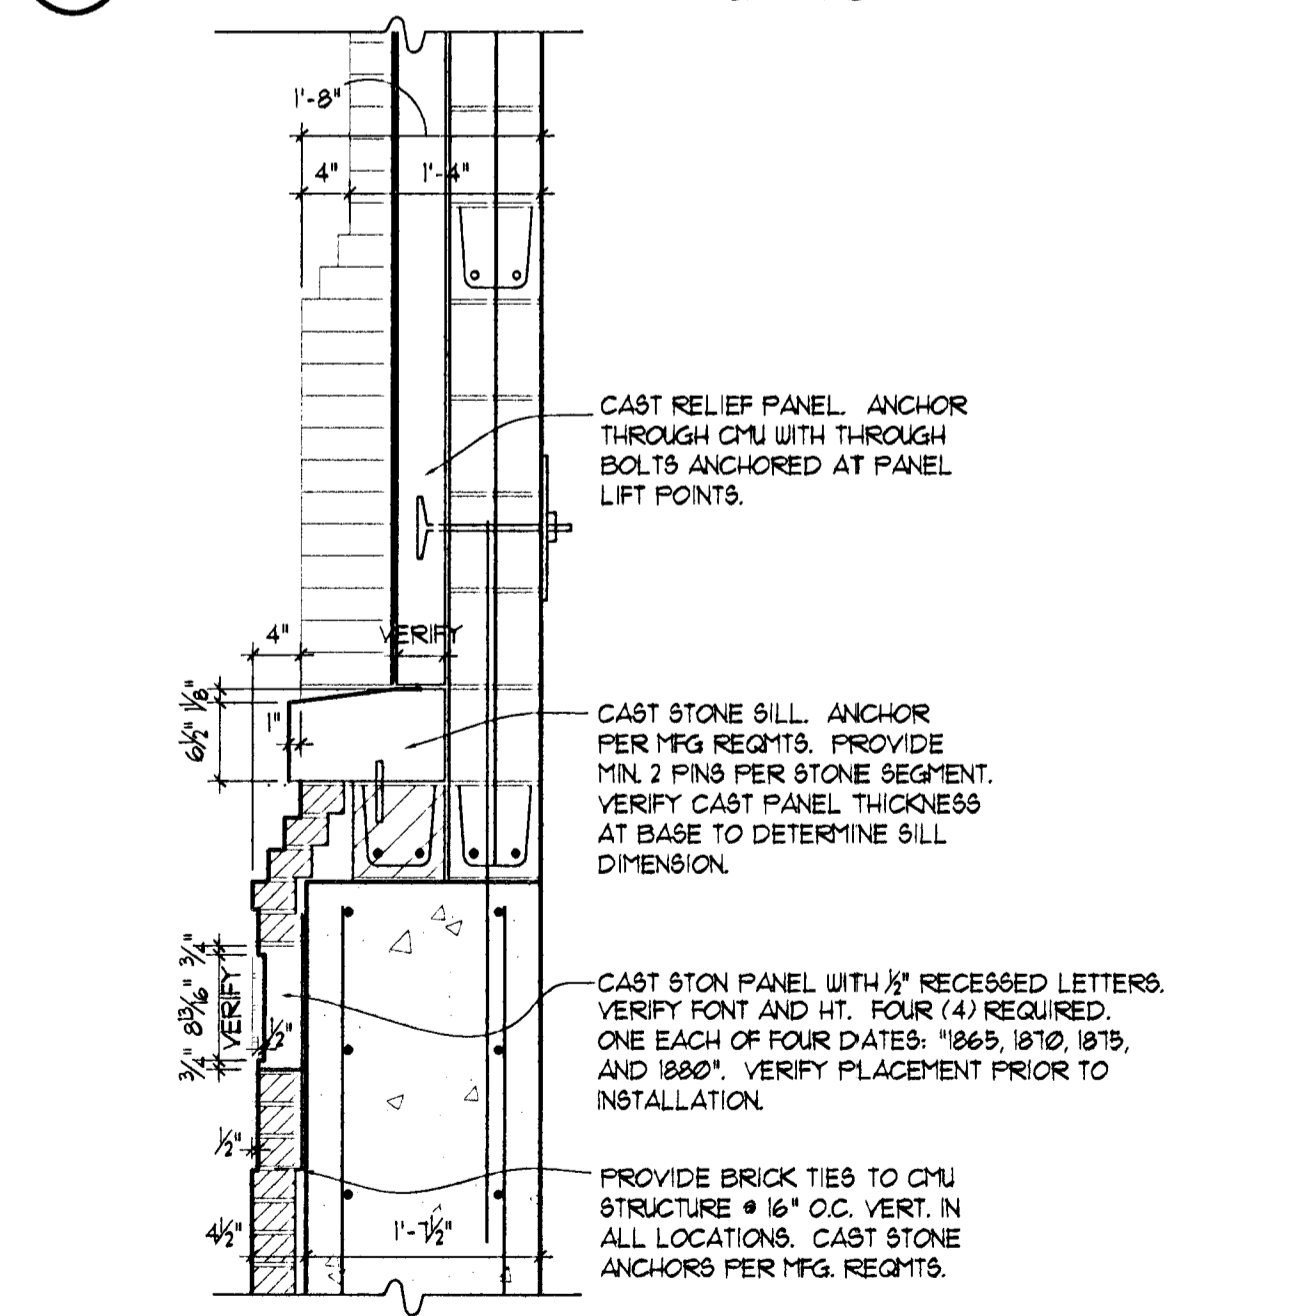 1'-8"
4" 1'-4"
CAST RELIEF PANEL. ANCHOR
THROUGH CMU WITH THROUGH
BOLTS ANCHORED AT PANEL
LIFT POINTS.
4" VERIFY
1⅛"
6½"
1"
CAST STONE SILL. ANCHOR
PER MFG REQMTS. PROVIDE
MIN. 2 PINS PER STONE SEGMENT.
VERIFY CAST PANEL THICKNESS
AT BASE TO DETERMINE SILL
DIMENSION.
¾"
8 13/16"
VERIFY
¾"
½"
CAST STON PANEL WITH ½" RECESSED LETTERS.
VERIFY FONT AND HT. FOUR (4) REQUIRED.
ONE EACH OF FOUR DATES: "1865, 1870, 1875,
AND 1880". VERIFY PLACEMENT PRIOR TO
INSTALLATION.
½"
PROVIDE BRICK TIES TO CMU
STRUCTURE @ 16" O.C. VERT. IN
ALL LOCATIONS. CAST STONE
ANCHORS PER MFG. REQMTS.
4½" 1'-7½"